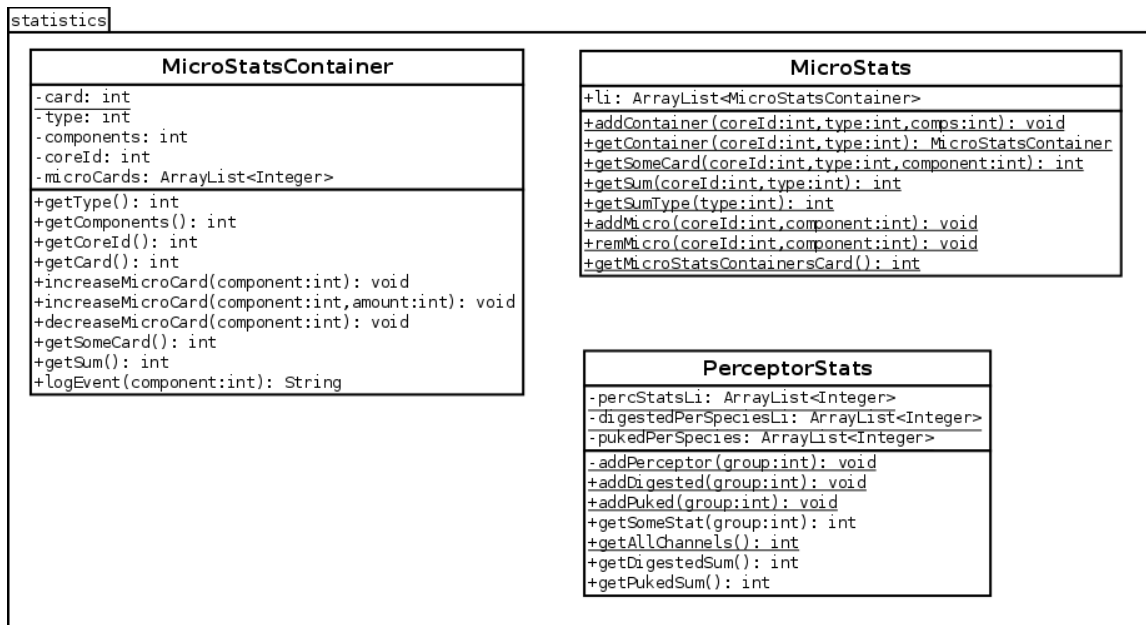 statistics
MicroStatsContainer
-card: int
-type: int
-components: int
-coreId: int
-microCards: ArrayList<Integer>
+getType(): int
+getComponents(): int
+getCoreId(): int
+getCard(): int
+increaseMicroCard(component:int): void
+increaseMicroCard(component:int,amount:int): void
+decreaseMicroCard(component:int): void
+getSomeCard(): int
+getSum(): int
+logEvent(component:int): String
MicroStats
+li: ArrayList<MicroStatsContainer>
+addContainer(coreId:int,type:int,comps:int): void
+getContainer(coreId:int,type:int): MicroStatsContainer
+getSomeCard(coreId:int,type:int,component:int): int
+getSum(coreId:int,type:int): int
+getSumType(type:int): int
+addMicro(coreId:int,component:int): void
+remMicro(coreId:int,component:int): void
+getMicroStatsContainersCard(): int
PerceptorStats
-percStatsLi: ArrayList<Integer>
-digestedPerSpeciesLi: ArrayList<Integer>
-pukedPerSpecies: ArrayList<Integer>
-addPerceptor(group:int): void
+addDigested(group:int): void
+addPuked(group:int): void
+getSomeStat(group:int): int
+getAllChannels(): int
+getDigestedSum(): int
+getPukedSum(): int